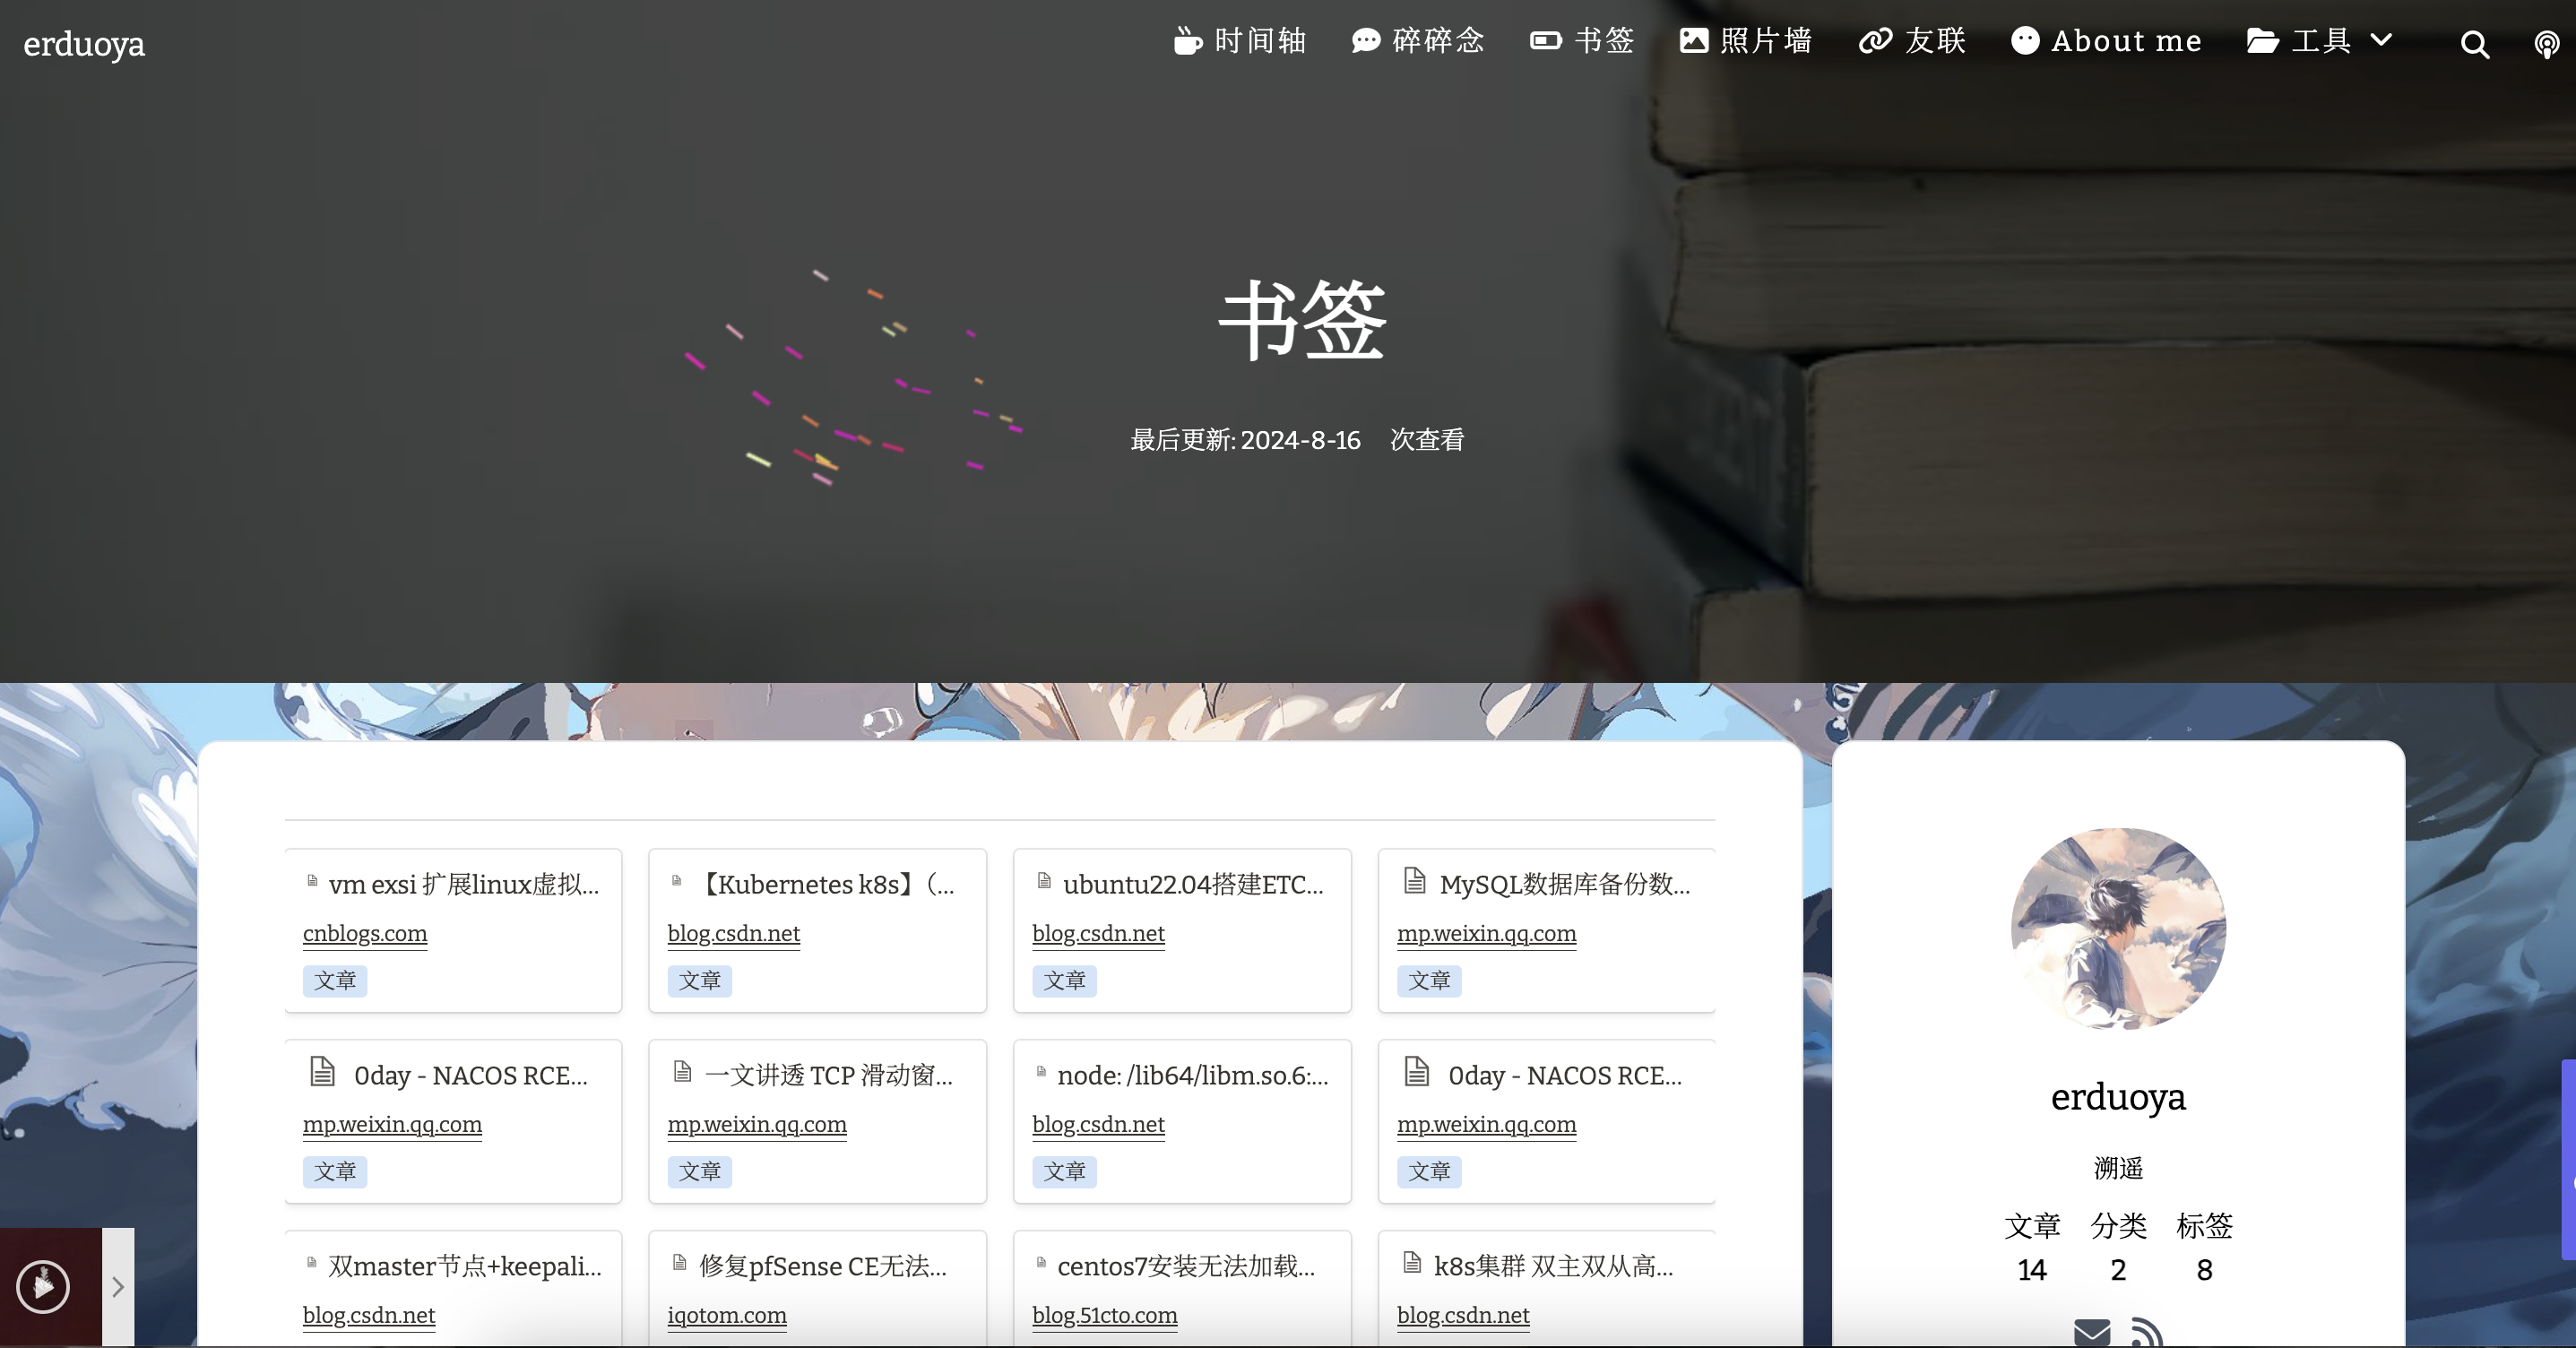 erduoya
时间轴 碎碎念 书签 照片墙 友联 About me 工具
书签
最后更新: 2024-8-16 次查看
vm exsi 扩展linux虚拟...
cnblogs.com
文章
【Kubernetes k8s】（...
blog.csdn.net
文章
ubuntu22.04搭建ETC...
blog.csdn.net
文章
MySQL数据库备份数...
mp.weixin.qq.com
文章
0day - NACOS RCE...
mp.weixin.qq.com
文章
一文讲透 TCP 滑动窗...
mp.weixin.qq.com
文章
node: /lib64/libm.so.6:...
blog.csdn.net
文章
0day - NACOS RCE...
mp.weixin.qq.com
文章
双master节点+keepali...
blog.csdn.net
修复pfSense CE无法...
iqotom.com
centos7安装无法加载...
blog.51cto.com
k8s集群 双主双从高...
blog.csdn.net
erduoya
溯遥
文章 分类 标签
14 2 8